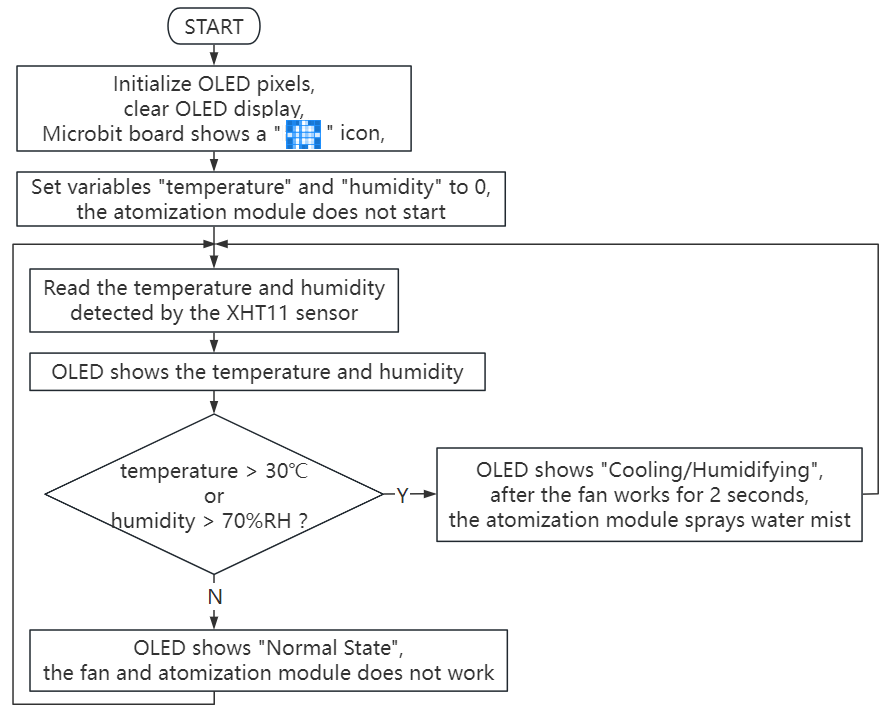 START
Initialize OLED pixels,
clear OLED display,
Microbit board shows a " " icon,
Set variables "temperature" and "humidity" to 0,
the atomization module does not start
Read the temperature and humidity
detected by the XHT11 sensor
OLED shows the temperature and humidity
temperature > 30℃
or
humidity > 70%RH ?
Y
OLED shows "Cooling/Humidifying",
after the fan works for 2 seconds,
the atomization module sprays water mist
N
OLED shows "Normal State",
the fan and atomization module does not work